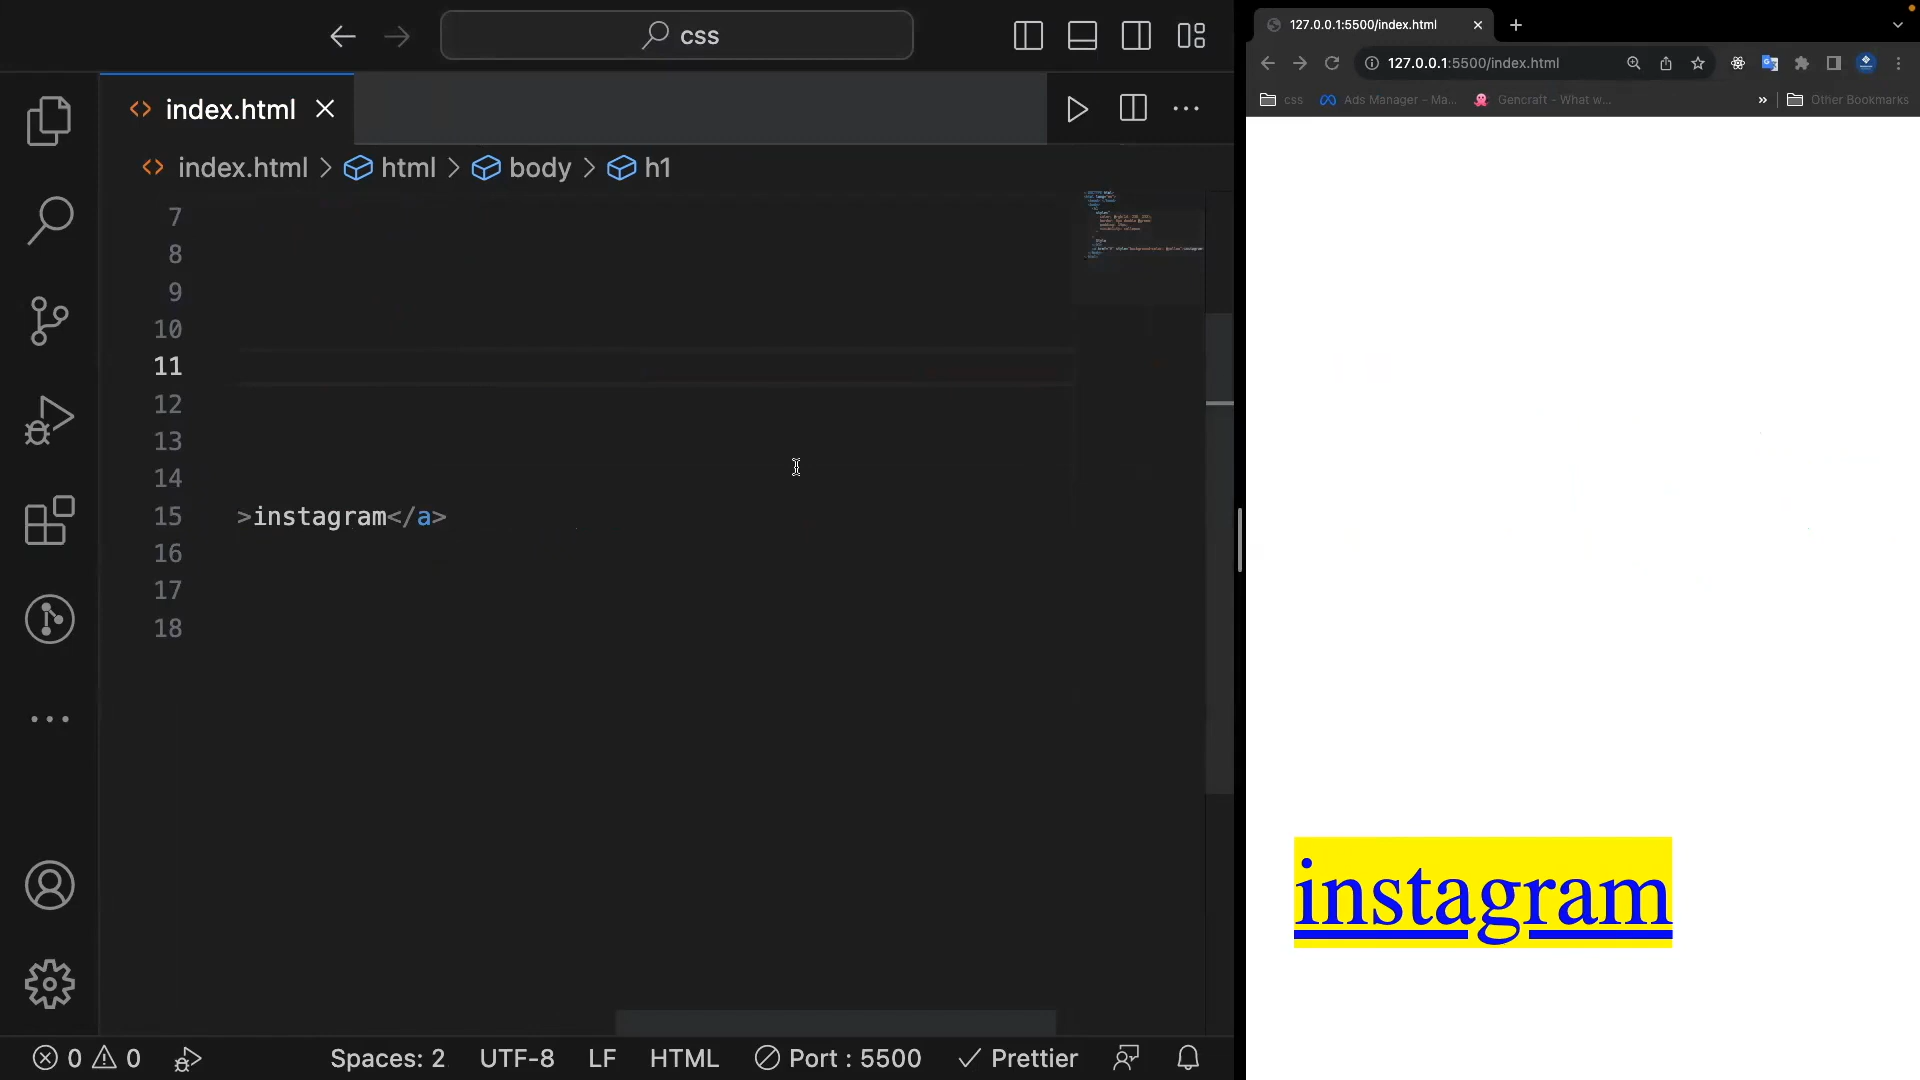 css
index.html
index.html > html > body > h1
7
8
9
10
11
12
13
14
15 >instagram</a>
16
17
18
0 0 Spaces: 2 UTF-8 LF HTML Port : 5500 Prettier
127.0.0.1:5500/index.html
127.0.0.1:5500/index.html
css Ads Manager - Ma... Gencraft - What w... » Other Bookmarks
instagram